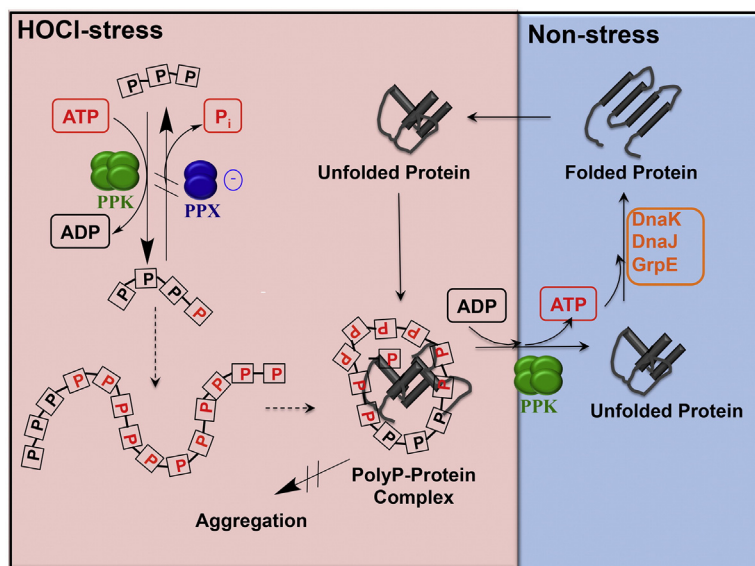 HOCl-stress
Non-stress
P P P
ATP
Pi
PPK
PPX
-
ADP
P P P P
Unfolded Protein
Folded Protein
DnaK
DnaJ
GrpE
ADP
ATP
PPK
Unfolded Protein
P P P P P P P P P P P P P P P P P
P P P P P P P P P P P P P P
PolyP-Protein
Complex
Aggregation